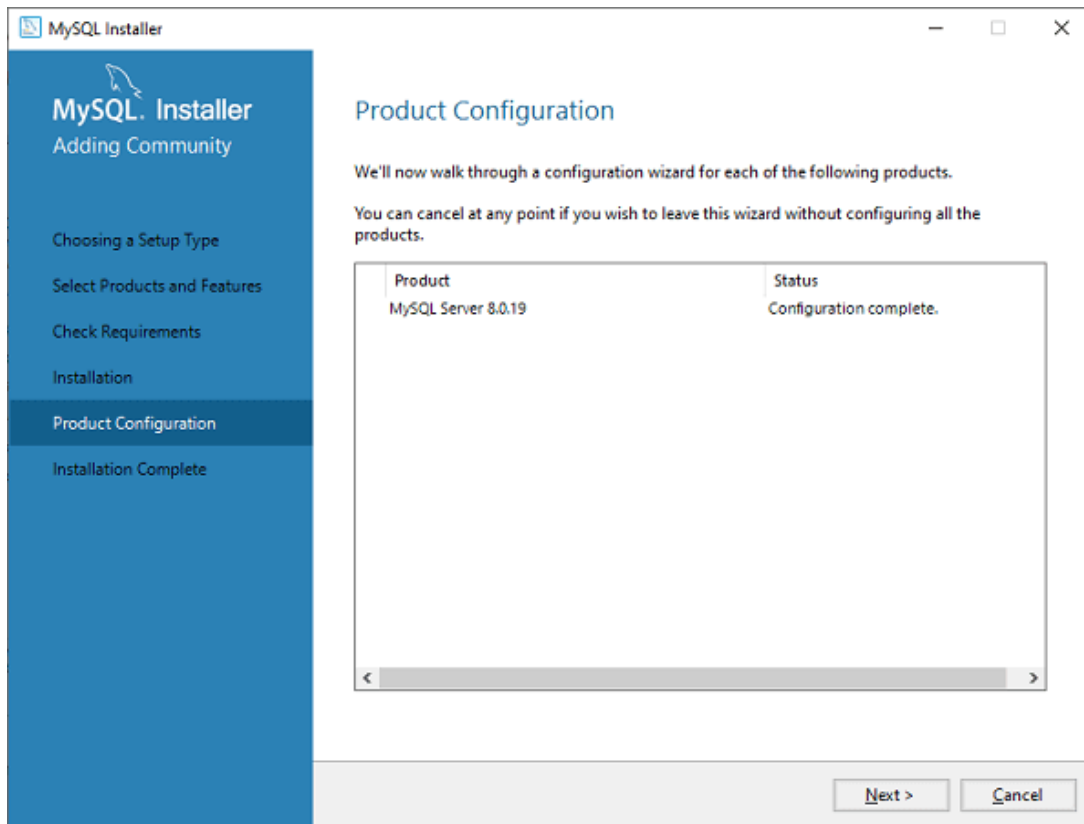 MySQL Installer
MySQL. Installer
Adding Community
Choosing a Setup Type
Select Products and Features
Check Requirements
Installation
Product Configuration
Installation Complete
Product Configuration
We'll now walk through a configuration wizard for each of the following products.
You can cancel at any point if you wish to leave this wizard without configuring all the
products.
Product Status
MySQL Server 8.0.19 Configuration complete.
Next > Cancel